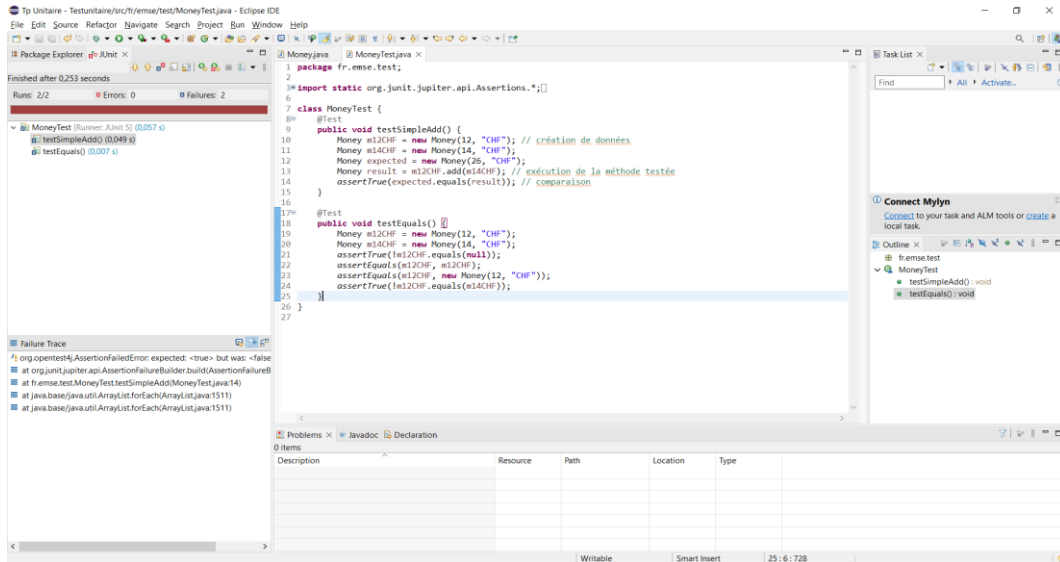 Tp Unitaire - Testunitaire/src/fr/emse/test/MoneyTest.java - Eclipse IDE
File Edit Source Refactor Navigate Search Project Run Window Help
Package Explorer JUnit
Finished after 0,253 seconds
Runs: 2/2 Errors: 0 Failures: 2
MoneyTest [Runner: JUnit 5] (0,057 s)
testSimpleAdd() (0,049 s)
testEquals() (0,007 s)
Failure Trace
org.opentest4j.AssertionFailedError: expected: <true> but was: <false
at org.junit.jupiter.api.AssertionFailureBuilder.build(AssertionFailureB
at fr.emse.test.MoneyTest.testSimpleAdd(MoneyTest.java:14)
at java.base/java.util.ArrayList.forEach(ArrayList.java:1511)
at java.base/java.util.ArrayList.forEach(ArrayList.java:1511)
Money.java MoneyTest.java
1 package fr.emse.test;
2
3 import static org.junit.jupiter.api.Assertions.*;
6
7 class MoneyTest {
8 @Test
9 public void testSimpleAdd() {
10 Money m12CHF = new Money(12, "CHF"); // création de données
11 Money m14CHF = new Money(14, "CHF");
12 Money expected = new Money(26, "CHF");
13 Money result = m12CHF.add(m14CHF); // exécution de la méthode testée
14 assertTrue(expected.equals(result)); // comparaison
15 }
16
17 @Test
18 public void testEquals() {
19 Money m12CHF = new Money(12, "CHF");
20 Money m14CHF = new Money(14, "CHF");
21 assertTrue(!m12CHF.equals(null));
22 assertEquals(m12CHF, m12CHF);
23 assertEquals(m12CHF, new Money(12, "CHF"));
24 assertTrue(!m12CHF.equals(m14CHF));
25 }
26 }
27
Problems Javadoc Declaration
0 items
Description Resource Path Location Type
Task List
Find All Activate...
Connect Mylyn
Connect to your task and ALM tools or create a
local task.
Outline
fr.emse.test
MoneyTest
testSimpleAdd() : void
testEquals() : void
Writable Smart Insert 25 : 6 : 728